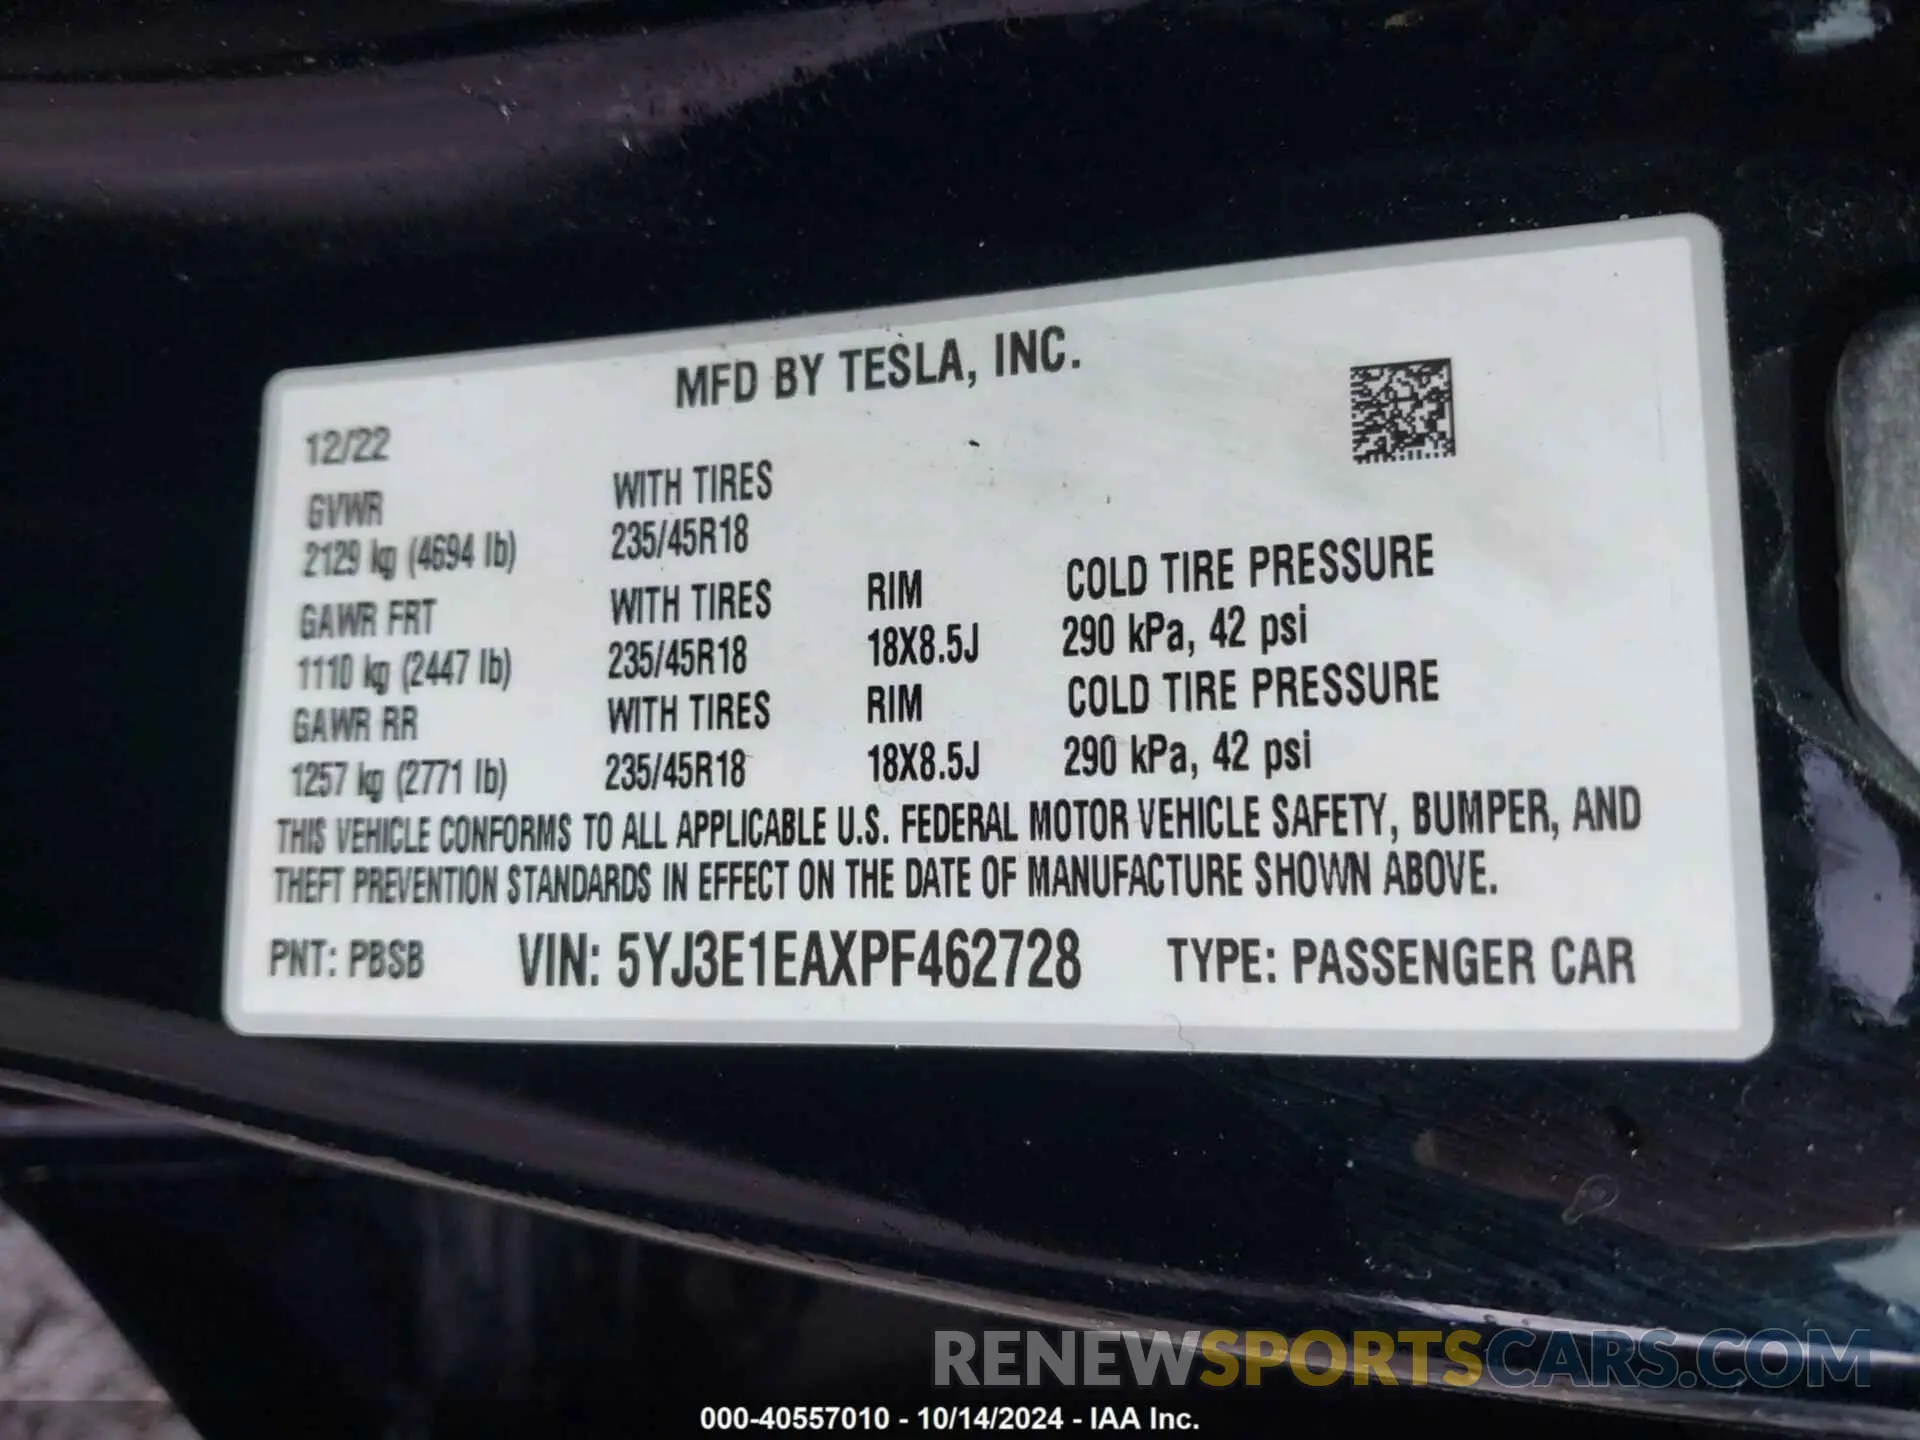 MFD BY TESLA, INC.
12/22
GVWR WITH TIRES
2129 kg (4694 lb) 235/45R18
GAWR FRT WITH TIRES RIM COLD TIRE PRESSURE
1110 kg (2447 lb) 235/45R18 18X8.5J 290 kPa, 42 psi
GAWR RR WITH TIRES RIM COLD TIRE PRESSURE
1257 kg (2771 lb) 235/45R18 18X8.5J 290 kPa, 42 psi
THIS VEHICLE CONFORMS TO ALL APPLICABLE U.S. FEDERAL MOTOR VEHICLE SAFETY, BUMPER, AND
THEFT PREVENTION STANDARDS IN EFFECT ON THE DATE OF MANUFACTURE SHOWN ABOVE.
PNT: PBSB VIN: 5YJ3E1EAXPF462728 TYPE: PASSENGER CAR
RENEWSPORTSCARS.COM
000-40557010 - 10/14/2024 - IAA Inc.